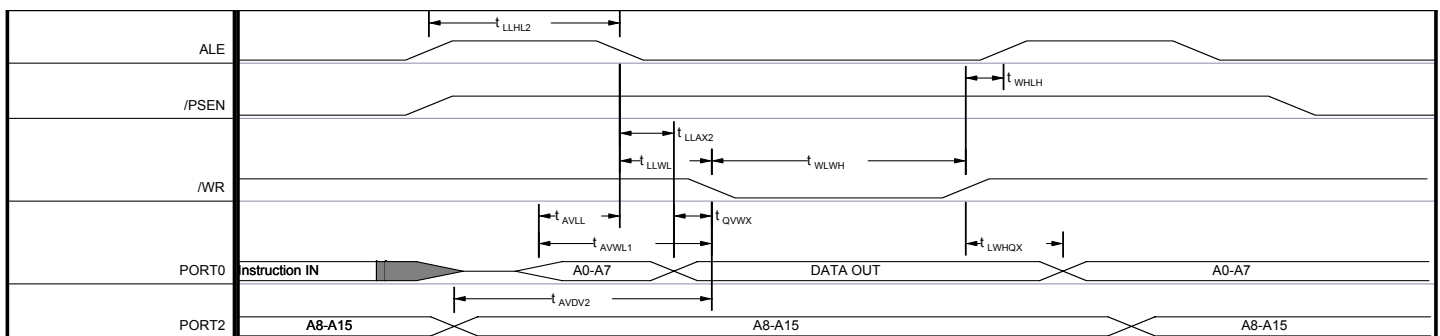 t LLHL2
ALE
t WHLH
/PSEN
t LLAX2
t LLWL
t WLWH
/WR
t AVLL
t QVWX
t AVWL1
t LWHQX
PORT0 Instruction IN A0-A7 DATA OUT A0-A7
t AVDV2
PORT2 A8-A15 A8-A15 A8-A15